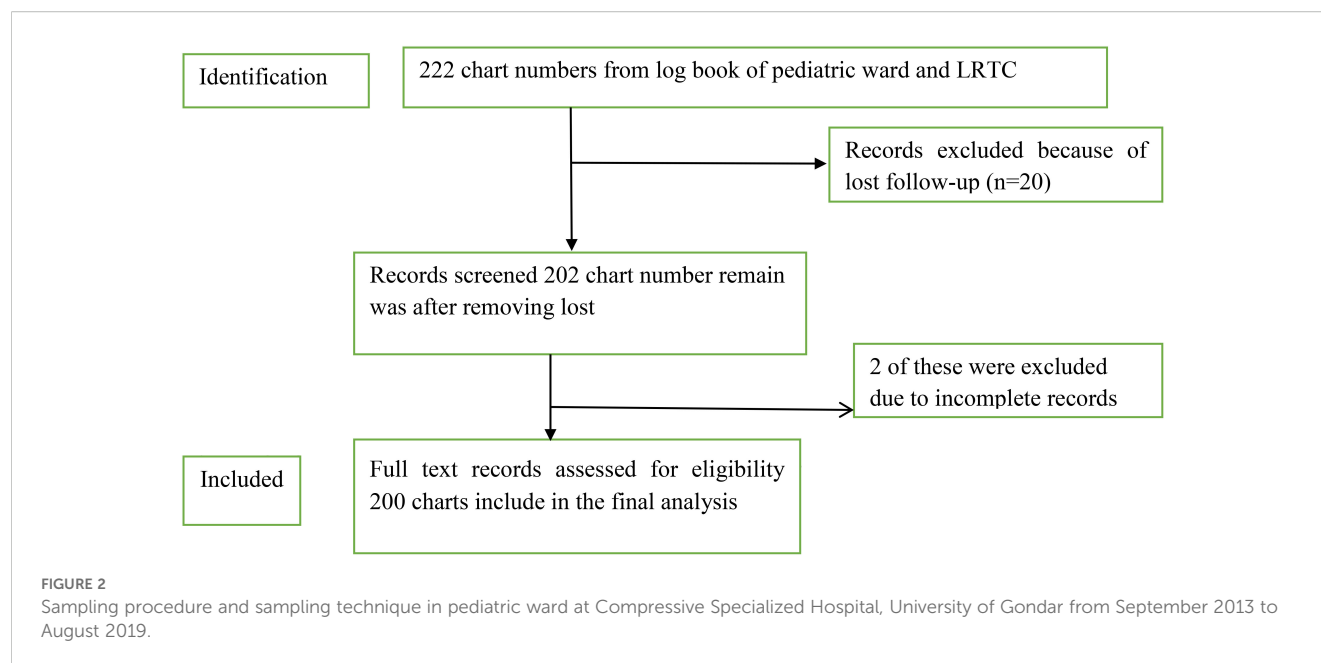 Identification
222 chart numbers from log book of pediatric ward and LRTC
Records excluded because of
lost follow-up (n=20)
Records screened 202 chart number remain
was after removing lost
2 of these were excluded
due to incomplete records
Included
Full text records assessed for eligibility
200 charts include in the final analysis
FIGURE 2
Sampling procedure and sampling technique in pediatric ward at Compressive Specialized Hospital, University of Gondar from September 2013 to
August 2019.